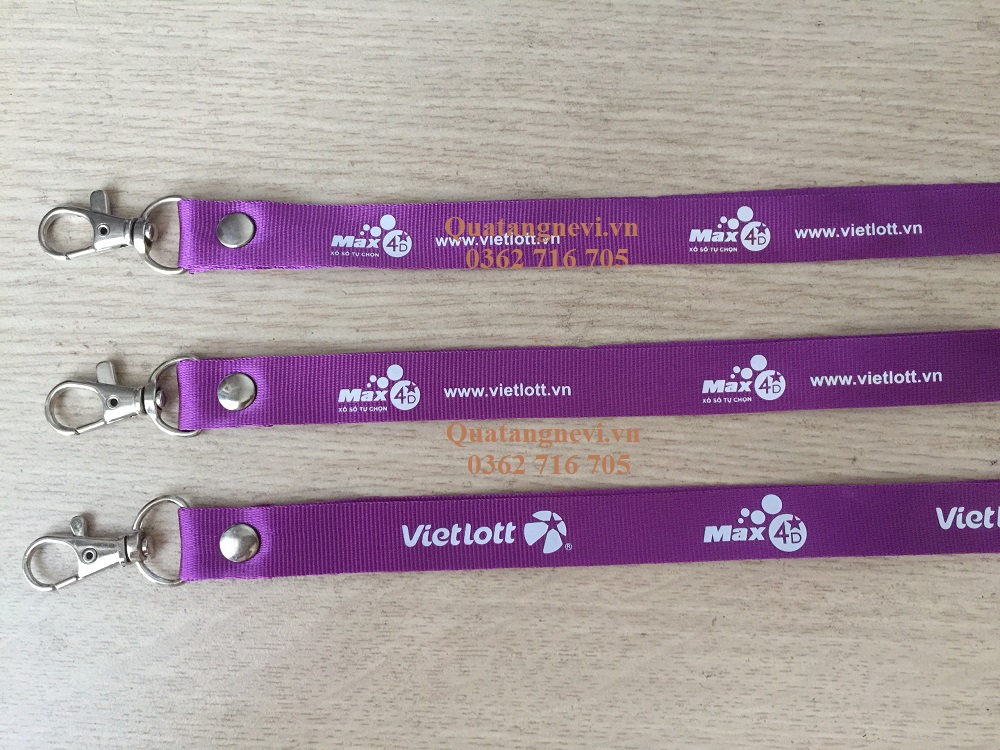 Max 4D
XỔ SỐ TỰ CHỌN
www.vietlott.vn
Quatangnevi.vn
0362 716 705
Max 4D
XỔ SỐ TỰ CHỌN
www.vietlott.vn
Max 4D
XỔ SỐ TỰ CHỌN
www.vietlott.vn
Max 4D
XỔ SỐ TỰ CHỌN
www.vietlott.vn
Quatangnevi.vn
0362 716 705
Vietlott ®
Max 4D
Vietl